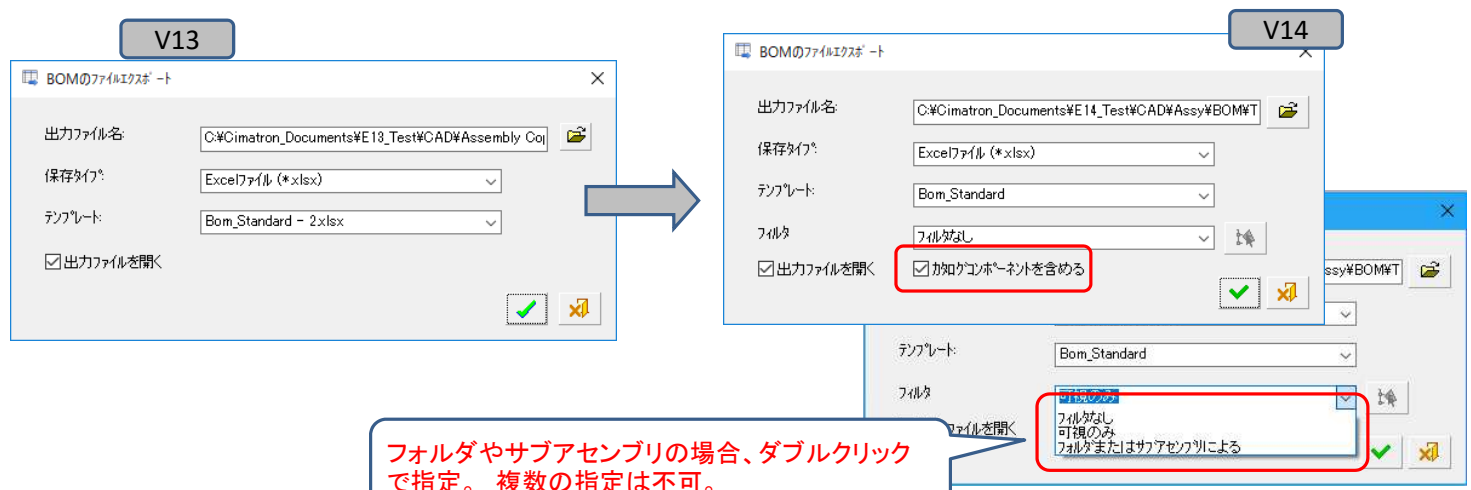 V13
BOMのファイルエクスポート
出力ファイル名:
C:¥Cimatron_Documents¥E13_Test¥CAD¥Assembly Cop
保存タイプ:
Excelファイル (*.xlsx)
テンプレート:
Bom_Standard - 2.xlsx
出力ファイルを開く
V14
BOMのファイルエクスポート
出力ファイル名:
C:¥Cimatron_Documents¥E14_Test¥CAD¥Assy¥BOM¥T
保存タイプ:
Excelファイル (*.xlsx)
テンプレート:
Bom_Standard
フィルタ
フィルタなし
出力ファイルを開く
カタログコンポーネントを含める
ssy¥BOM¥T
テンプレート:
Bom_Standard
フィルタ
可視のみ
ファイルを開く
フィルタなし
可視のみ
フォルダまたはサブアセンブリによる
フォルダやサブアセンブリの場合、ダブルクリック
で指定。 複数の指定は不可。